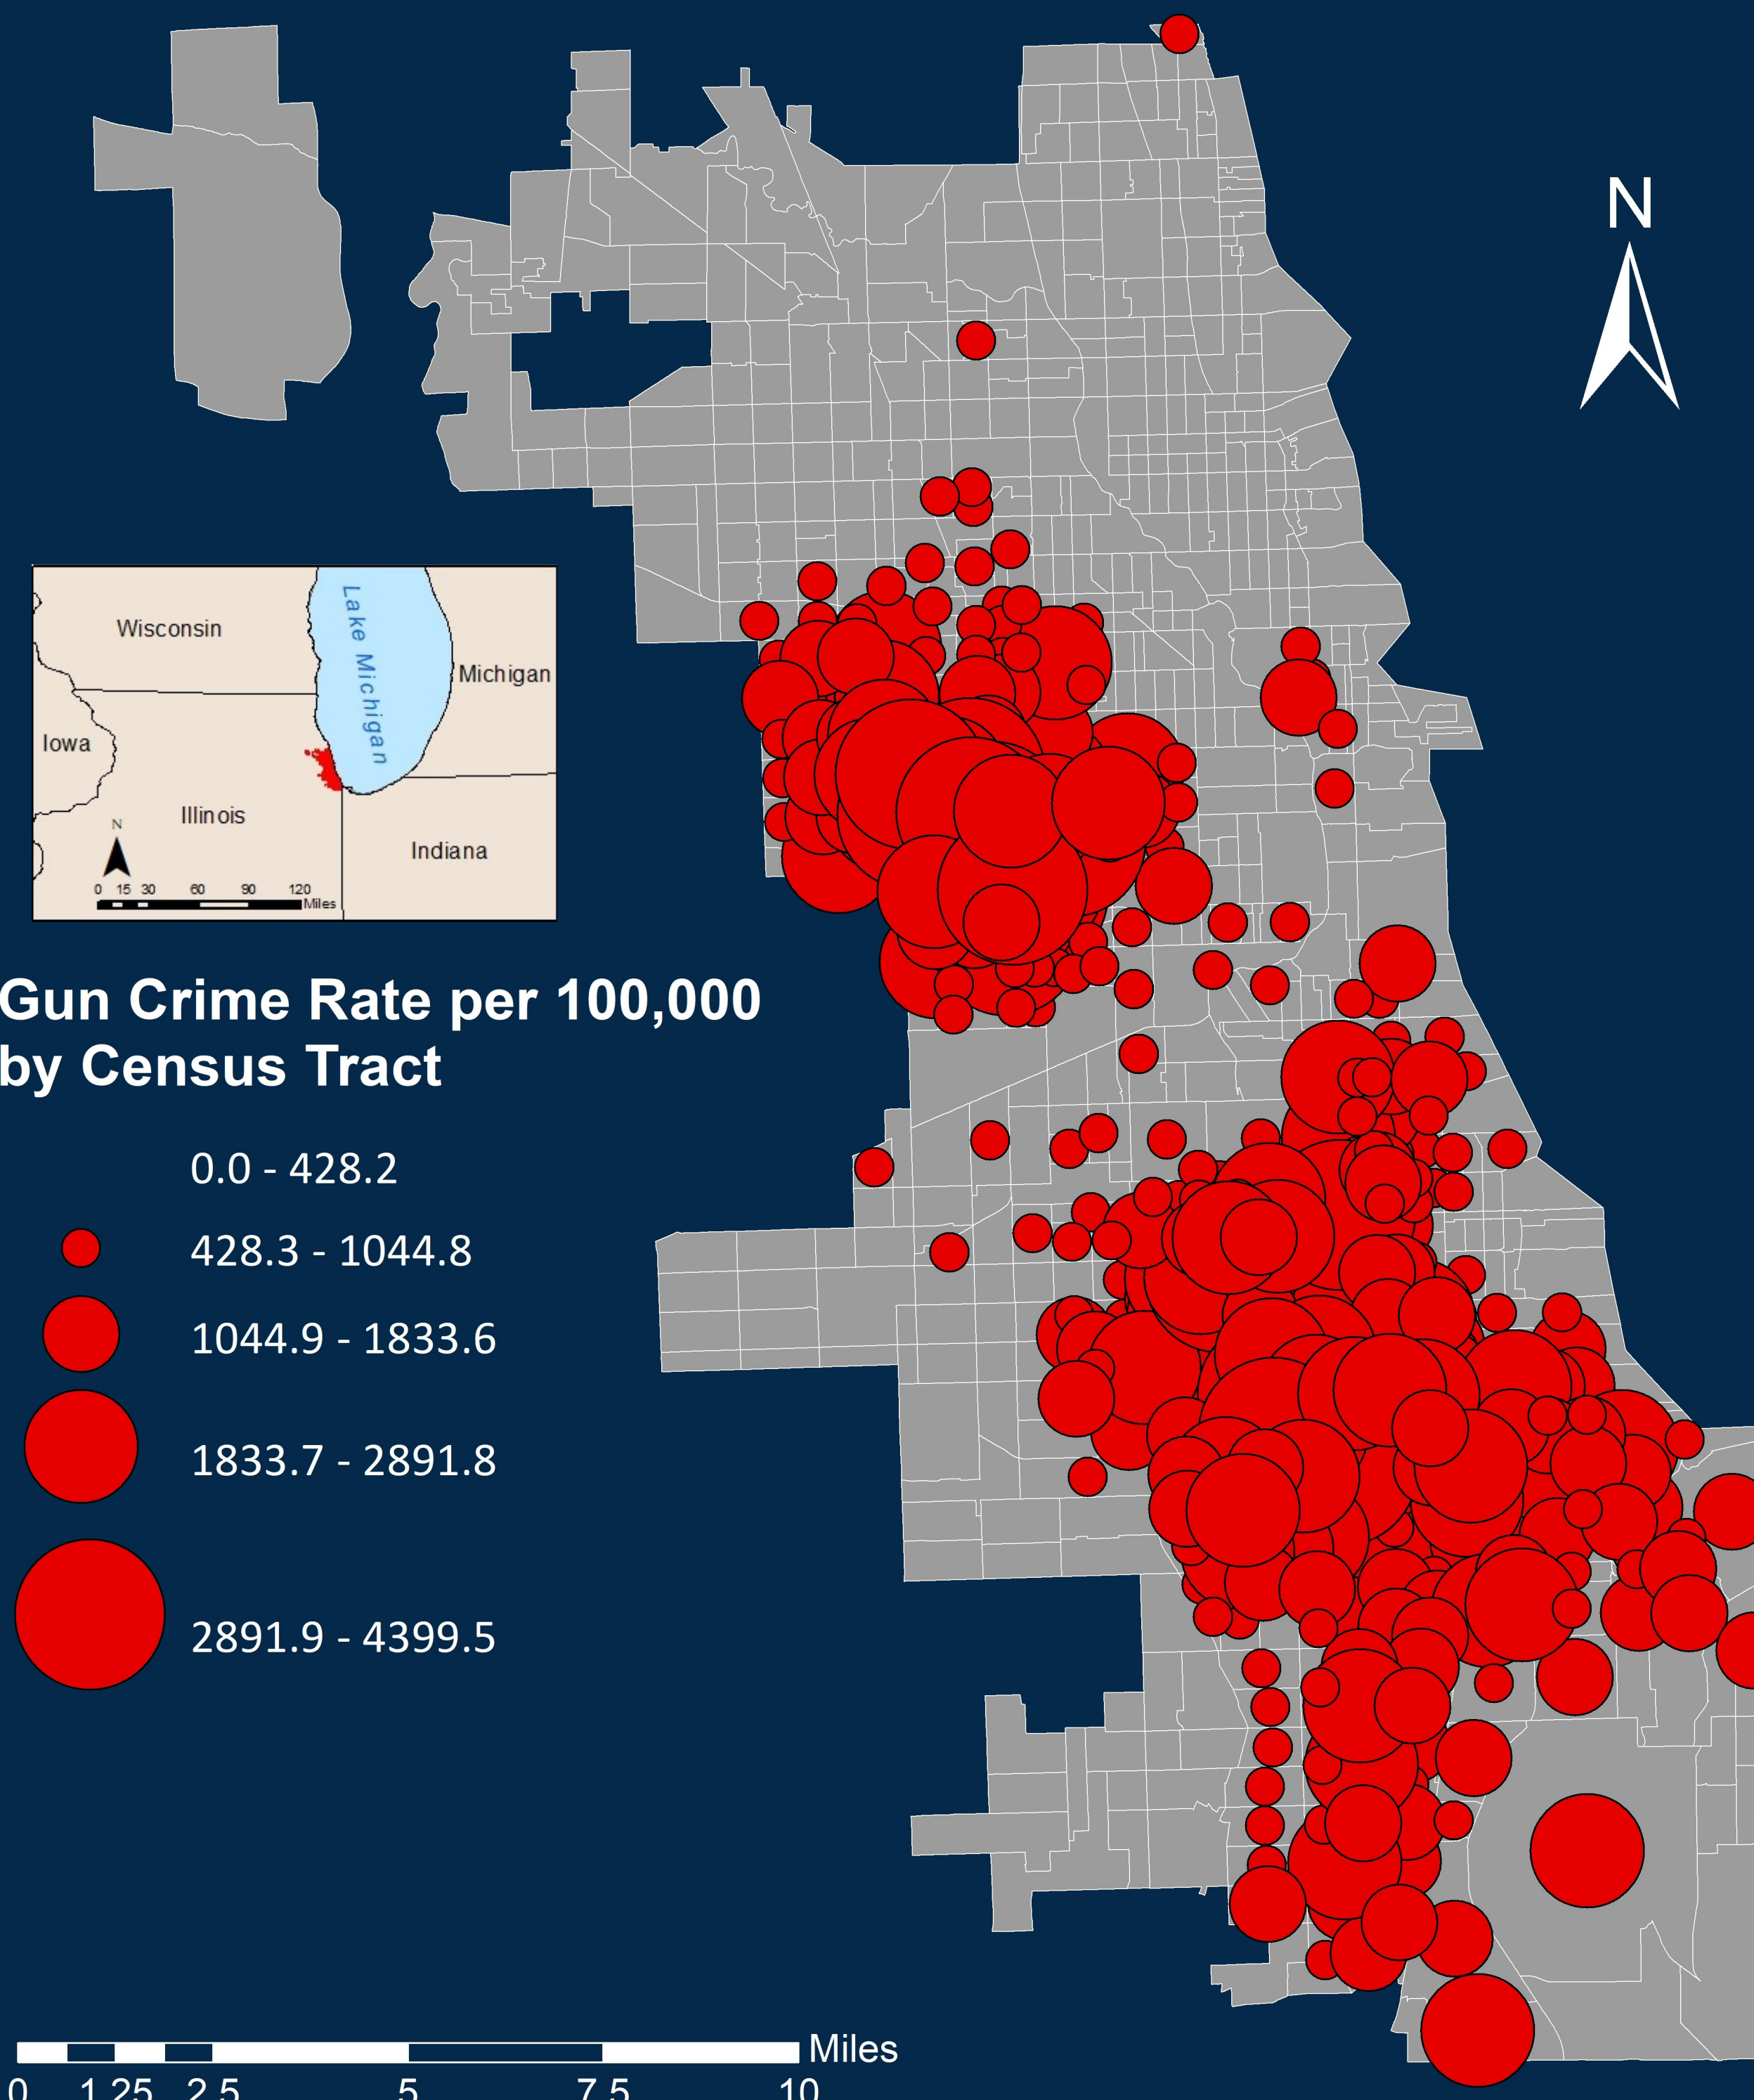 N
Wisconsin
Lake Michigan
Michigan
Iowa
Illinois
N
Indiana
0 15 30 60 90 120
Miles
Gun Crime Rate per 100,000
by Census Tract
0.0 - 428.2
428.3 - 1044.8
1044.9 - 1833.6
1833.7 - 2891.8
2891.9 - 4399.5
Miles
0 1.25 2.5 5 7.5 10